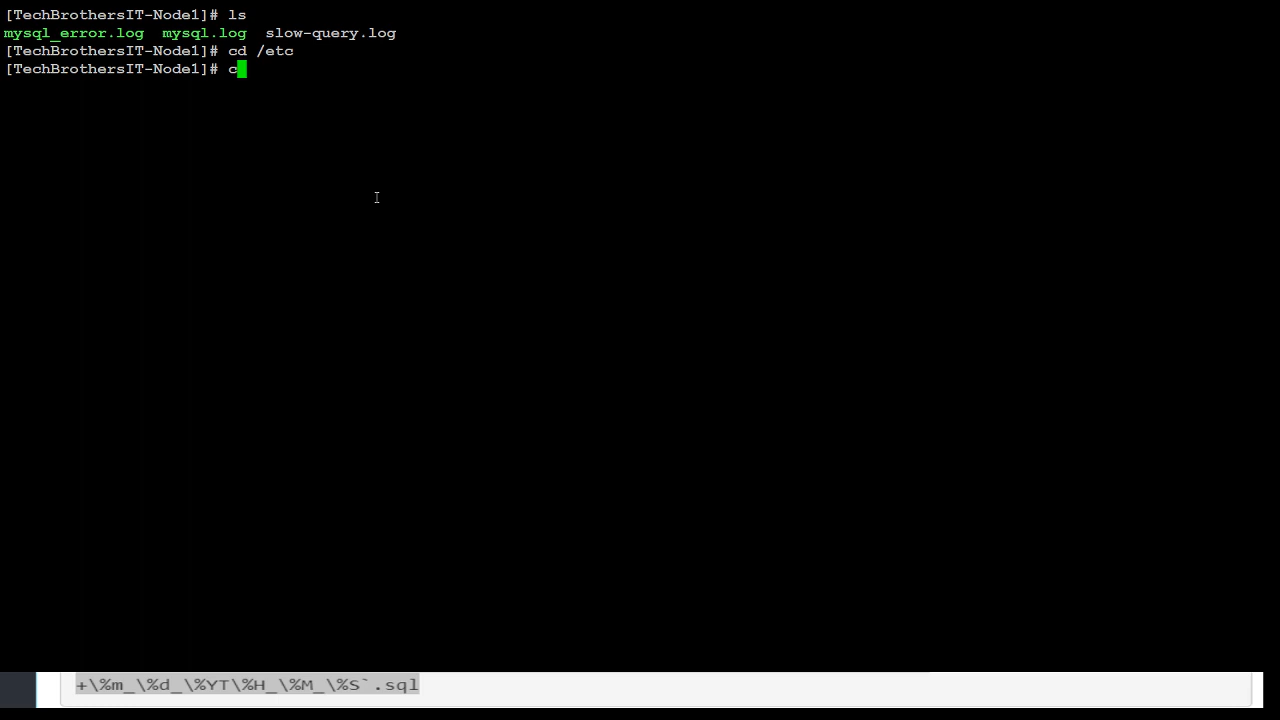 [TechBrothersIT-Node1]# ls
mysql_error.log  mysql.log  slow-query.log
[TechBrothersIT-Node1]# cd /etc
[TechBrothersIT-Node1]# c
+\%m_\%d_\%YT\%H_\%M_\%S`.sql